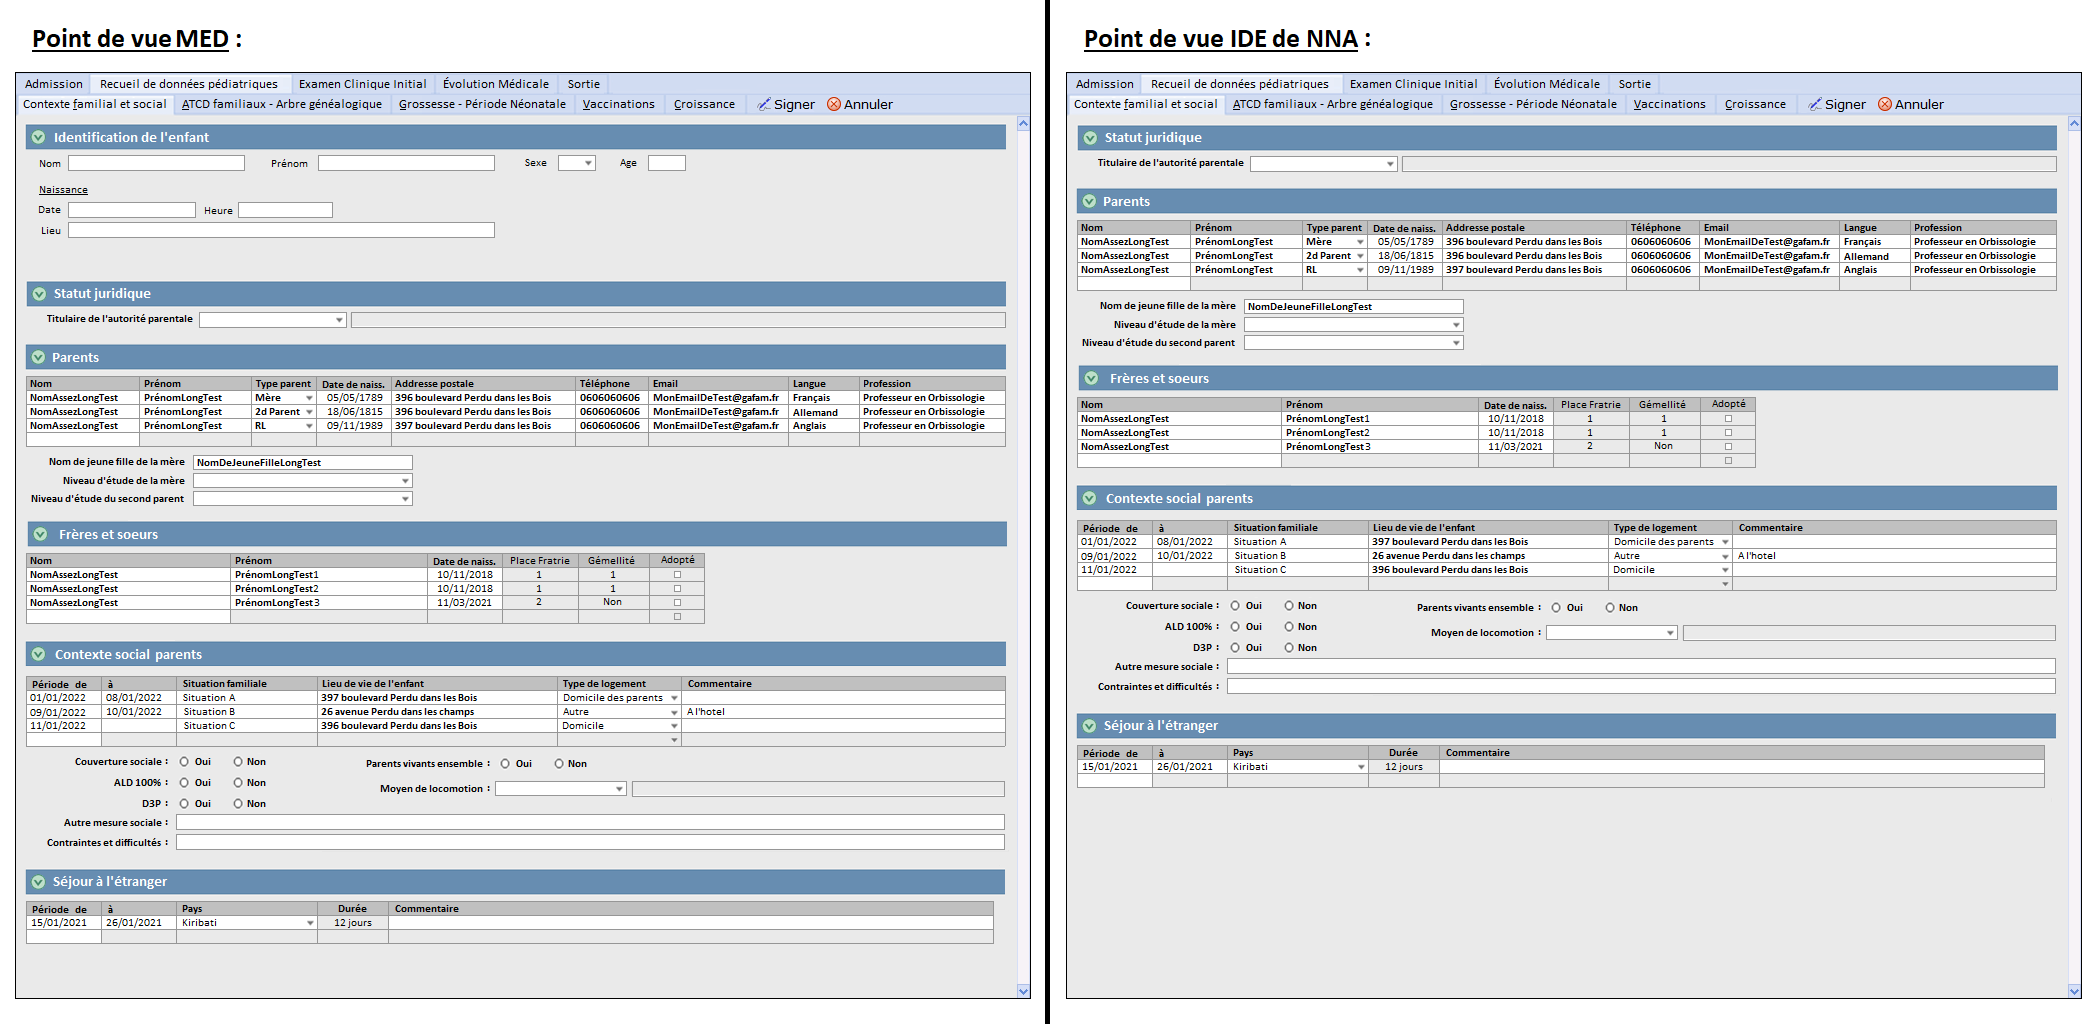 Point de vue MED :
Admission Recueil de données pédiatriques Examen Clinique Initial Évolution Médicale Sortie
Contexte familial et social ATCD familiaux - Arbre généalogique Grossesse - Période Néonatale Vaccinations Croissance Signer Annuler
Identification de l'enfant
Nom Prénom Sexe Age
Naissance
Date Heure
Lieu
Statut juridique
Titulaire de l'autorité parentale
Parents
Nom Prénom Type parent Date de naiss. Addresse postale Téléphone Email Langue Profession
NomAssezLongTest PrénomLongTest Mère 05/05/1789 396 boulevard Perdu dans les Bois 0606060606 MonEmailDeTest@gafam.fr Français Professeur en Orbissologie
NomAssezLongTest PrénomLongTest 2d Parent 18/06/1815 396 boulevard Perdu dans les Bois 0606060606 MonEmailDeTest@gafam.fr Allemand Professeur en Orbissologie
NomAssezLongTest PrénomLongTest RL 09/11/1989 397 boulevard Perdu dans les Bois 0606060606 MonEmailDeTest@gafam.fr Anglais Professeur en Orbissologie
Nom de jeune fille de la mère NomDeJeuneFilleLongTest
Niveau d'étude de la mère
Niveau d'étude du second parent
Frères et soeurs
Nom Prénom Date de naiss. Place Fratrie Gémellité Adopté
NomAssezLongTest PrénomLongTest1 10/11/2018 1 1
NomAssezLongTest PrénomLongTest2 10/11/2018 1 1
NomAssezLongTest PrénomLongTest3 11/03/2021 2 Non
Contexte social parents
Période de à Situation familiale Lieu de vie de l'enfant Type de logement Commentaire
01/01/2022 08/01/2022 Situation A 397 boulevard Perdu dans les Bois Domicile des parents
09/01/2022 10/01/2022 Situation B 26 avenue Perdu dans les champs Autre A l'hotel
11/01/2022 Situation C 396 boulevard Perdu dans les Bois Domicile
Couverture sociale : Oui Non Parents vivants ensemble : Oui Non
ALD 100% : Oui Non Moyen de locomotion :
D3P : Oui Non
Autre mesure sociale :
Contraintes et difficultés :
Séjour à l'étranger
Période de à Pays Durée Commentaire
15/01/2021 26/01/2021 Kiribati 12 jours
Point de vue IDE de NNA :
Admission Recueil de données pédiatriques Examen Clinique Initial Évolution Médicale Sortie
Contexte familial et social ATCD familiaux - Arbre généalogique Grossesse - Période Néonatale Vaccinations Croissance Signer Annuler
Statut juridique
Titulaire de l'autorité parentale
Parents
Nom Prénom Type parent Date de naiss. Addresse postale Téléphone Email Langue Profession
NomAssezLongTest PrénomLongTest Mère 05/05/1789 396 boulevard Perdu dans les Bois 0606060606 MonEmailDeTest@gafam.fr Français Professeur en Orbissologie
NomAssezLongTest PrénomLongTest 2d Parent 18/06/1815 396 boulevard Perdu dans les Bois 0606060606 MonEmailDeTest@gafam.fr Allemand Professeur en Orbissologie
NomAssezLongTest PrénomLongTest RL 09/11/1989 397 boulevard Perdu dans les Bois 0606060606 MonEmailDeTest@gafam.fr Anglais Professeur en Orbissologie
Nom de jeune fille de la mère NomDeJeuneFilleLongTest
Niveau d'étude de la mère
Niveau d'étude du second parent
Frères et soeurs
Nom Prénom Date de naiss. Place Fratrie Gémellité Adopté
NomAssezLongTest PrénomLongTest1 10/11/2018 1 1
NomAssezLongTest PrénomLongTest2 10/11/2018 1 1
NomAssezLongTest PrénomLongTest3 11/03/2021 2 Non
Contexte social parents
Période de à Situation familiale Lieu de vie de l'enfant Type de logement Commentaire
01/01/2022 08/01/2022 Situation A 397 boulevard Perdu dans les Bois Domicile des parents
09/01/2022 10/01/2022 Situation B 26 avenue Perdu dans les champs Autre A l'hotel
11/01/2022 Situation C 396 boulevard Perdu dans les Bois Domicile
Couverture sociale : Oui Non Parents vivants ensemble : Oui Non
ALD 100% : Oui Non Moyen de locomotion :
D3P : Oui Non
Autre mesure sociale :
Contraintes et difficultés :
Séjour à l'étranger
Période de à Pays Durée Commentaire
15/01/2021 26/01/2021 Kiribati 12 jours